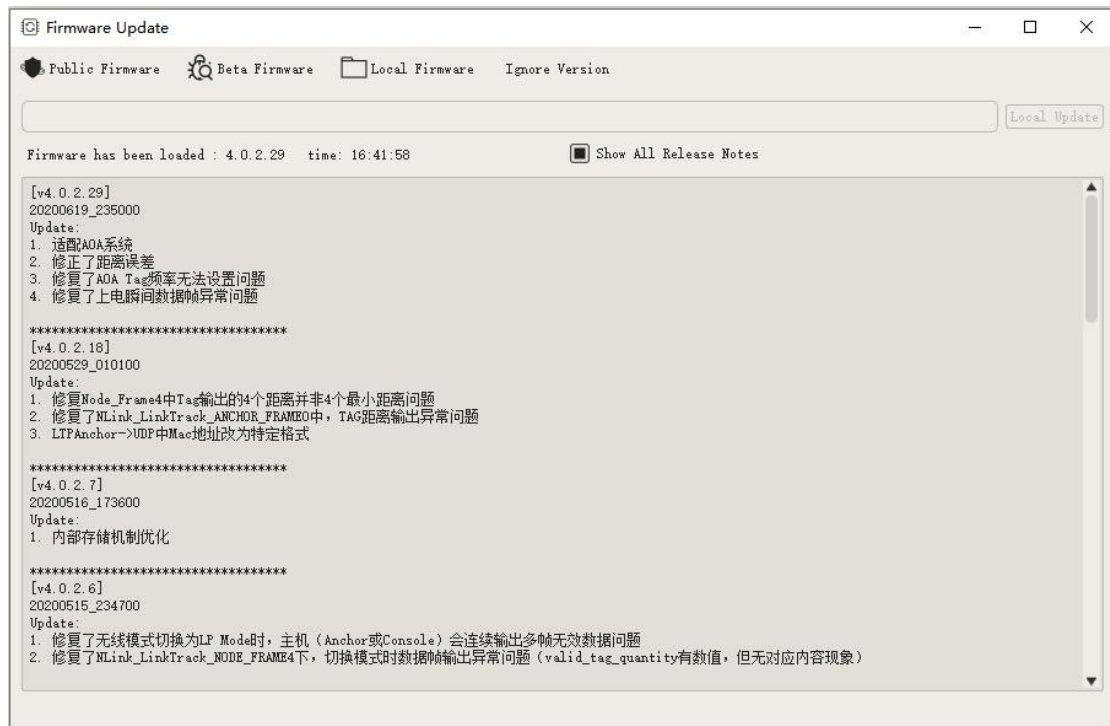 Firmware Update
Public Firmware Beta Firmware Local Firmware Ignore Version
Local Update
Firmware has been loaded : 4.0.2.29 time: 16:41:58 Show All Release Notes
[v4.0.2.29]
20200619_235000
Update:
1. 适配AOA系统
2. 修正了距离误差
3. 修复了AOA Tag频率无法设置问题
4. 修复了上电瞬间数据帧异常问题
***********************************
[v4.0.2.18]
20200529_010100
Update:
1. 修复Node_Frame4中Tag输出的4个距离并非4个最小距离问题
2. 修复了NLink_LinkTrack_ANCHOR_FRAME0中，TAG距离输出异常问题
3. LTPAnchor->UDP中Mac地址改为特定格式
***********************************
[v4.0.2.7]
20200516_173600
Update:
1. 内部存储机制优化
***********************************
[v4.0.2.6]
20200515_234700
Update:
1. 修复了无线模式切换为LP Mode时，主机（Anchor或Console）会连续输出多帧无效数据问题
2. 修复了NLink_LinkTrack_NODE_FRAME4下，切换模式时数据帧输出异常问题（valid_tag_quantity有数值，但无对应内容现象）